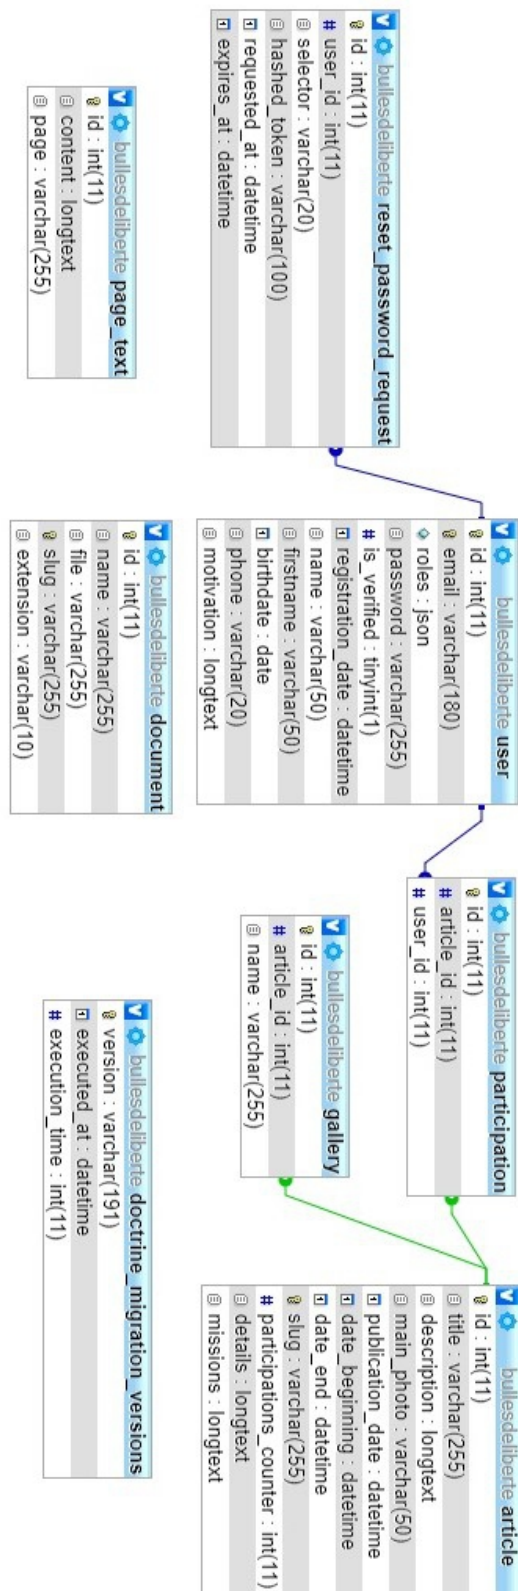 bullesdeliberte reset_password_request
id : int(11)
user_id : int(11)
selector : varchar(20)
hashed_token : varchar(100)
requested_at : datetime
expires_at : datetime
bullesdeliberte page_text
id : int(11)
content : longtext
page : varchar(255)
bullesdeliberte user
id : int(11)
email : varchar(180)
roles : json
password : varchar(255)
is_verified : tinyint(1)
registration_date : datetime
name : varchar(50)
firstname : varchar(50)
birthdate : date
phone : varchar(20)
motivation : longtext
bullesdeliberte document
id : int(11)
name : varchar(255)
file : varchar(255)
slug : varchar(255)
extension : varchar(10)
bullesdeliberte participation
id : int(11)
article_id : int(11)
user_id : int(11)
bullesdeliberte gallery
id : int(11)
article_id : int(11)
name : varchar(255)
bullesdeliberte doctrine_migration_versions
version : varchar(191)
executed_at : datetime
execution_time : int(11)
bullesdeliberte article
id : int(11)
title : varchar(255)
description : longtext
main_photo : varchar(50)
publication_date : datetime
date_beginning : datetime
date_end : datetime
slug : varchar(255)
participations_counter : int(11)
details : longtext
missions : longtext